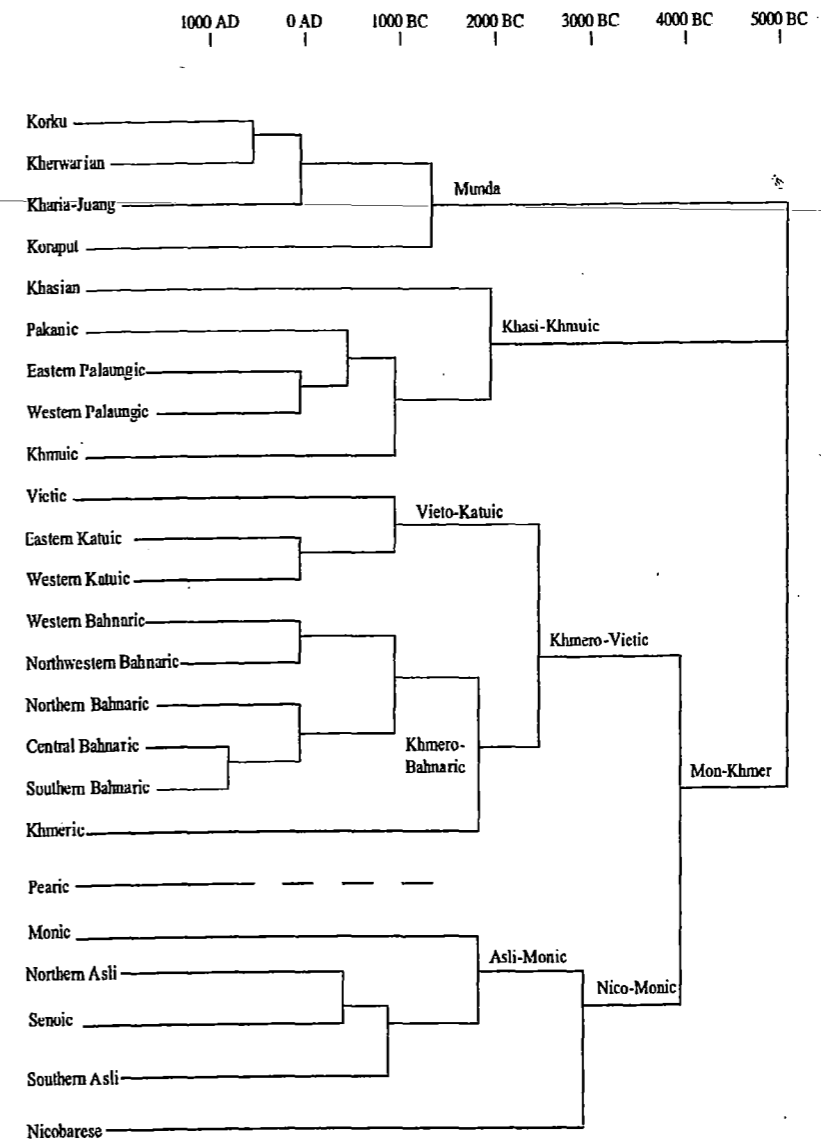 1000 AD 0 AD 1000 BC 2000 BC 3000 BC 4000 BC 5000 BC
Korku
Kherwarian
Munda
Kharia-Juang
Koraput
Khasian
Khasi-Khmuic
Pakanic
Eastern Palaungic
Western Palaungic
Khmuic
Vietic
Vieto-Katuic
Eastern Katuic
Western Katuic
Western Bahnaric
Khmero-Vietic
Northwestern Bahnaric
Northern Bahnaric
Central Bahnaric
Khmero-
Bahnaric
Mon-Khmer
Southern Bahnaric
Khmeric
Pearic
Monic
Asli-Monic
Northern Asli
Nico-Monic
Senoic
Southern Asli
Nicobarese